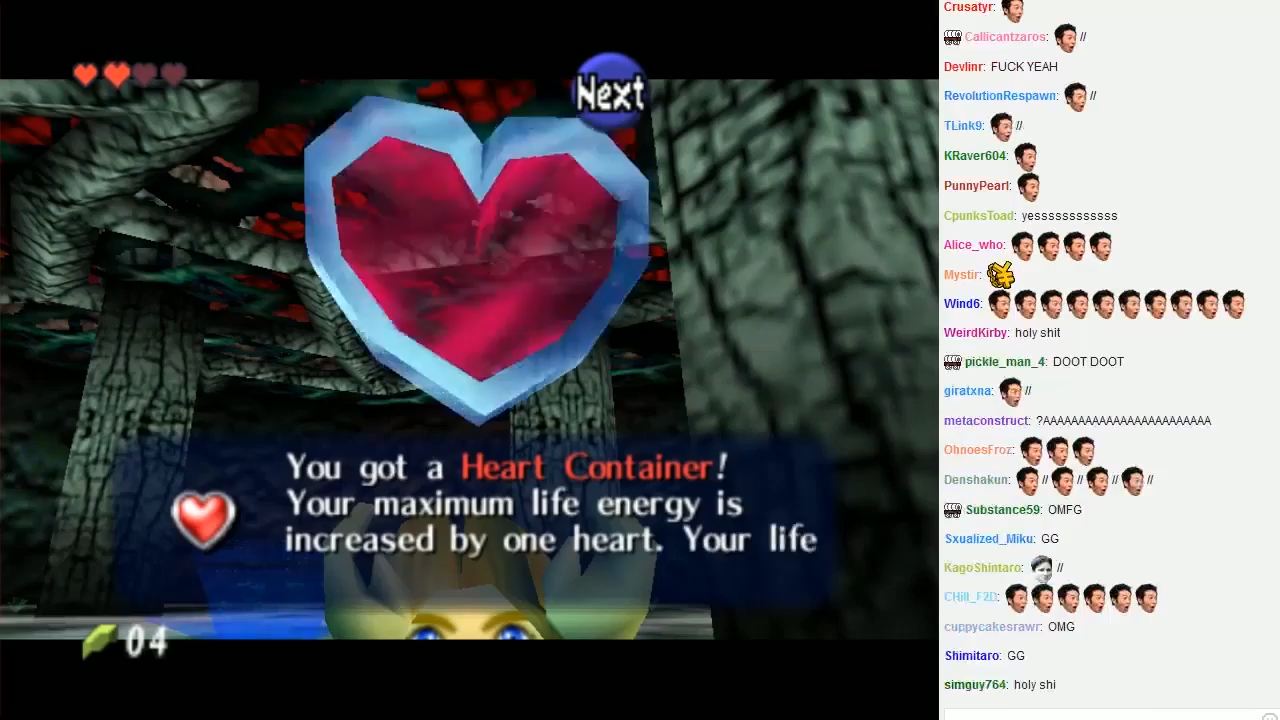 Next
You got a Heart Container!
Your maximum life energy is
increased by one heart. Your life
04
Crusatyr:
Callicantzaros: //
Devlinr: FUCK YEAH
RevolutionRespawn: //
TLink9: //
KRaver604:
PunnyPearl:
CpunksToad: yesssssssssssss
Alice_who:
Mystir:
Wind6:
WeirdKirby: holy shit
pickle_man_4: DOOT DOOT
giratxna: //
metaconstruct: ?AAAAAAAAAAAAAAAAAAAAAAAA
OhnoesFroz:
Denshakun: // // // //
Substance59: OMFG
Sxualized_Miku: GG
KagoShintaro: //
CHill_F2D:
cuppycakesrawr: OMG
Shimitaro: GG
simguy764: holy shi